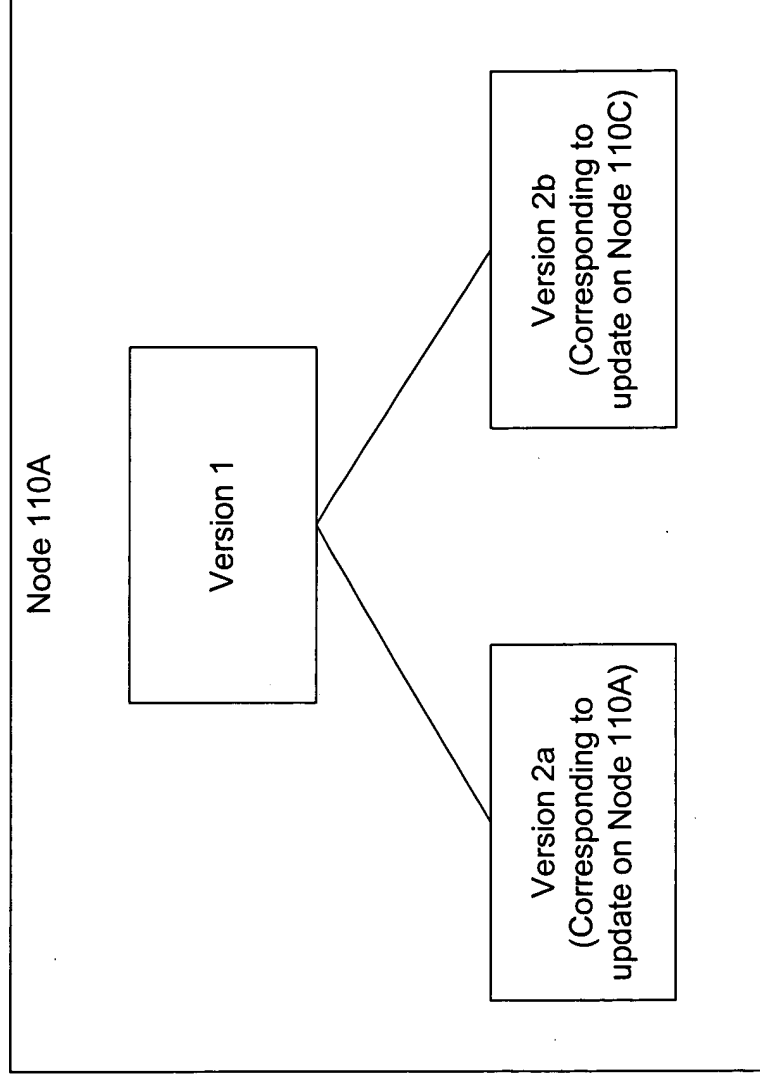 Node 110A
Version 1
Version 2a
(Corresponding to
update on Node 110A)
Version 2b
(Corresponding to
update on Node 110C)